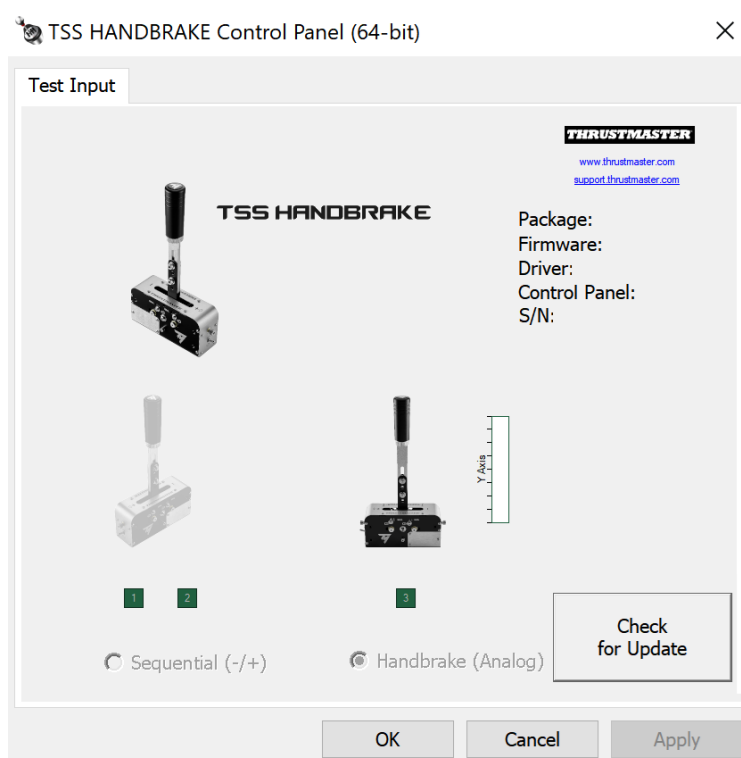 TSS HANDBRAKE Control Panel (64-bit)
Test Input
THRUSTMASTER
www.thrustmaster.com
support.thrustmaster.com
TSS HANDBRAKE
Package:
Firmware:
Driver:
Control Panel:
S/N:
Y Axis
1 2
3
Sequential (-/+)
Handbrake (Analog)
Check
for Update
OK Cancel Apply